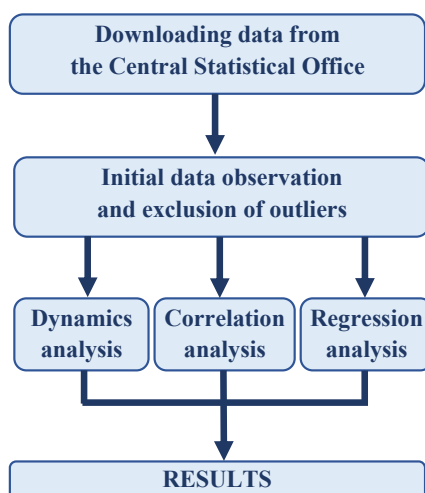 Downloading data from
the Central Statistical Office
Initial data observation
and exclusion of outliers
Dynamics
analysis
Correlation
analysis
Regression
analysis
RESULTS